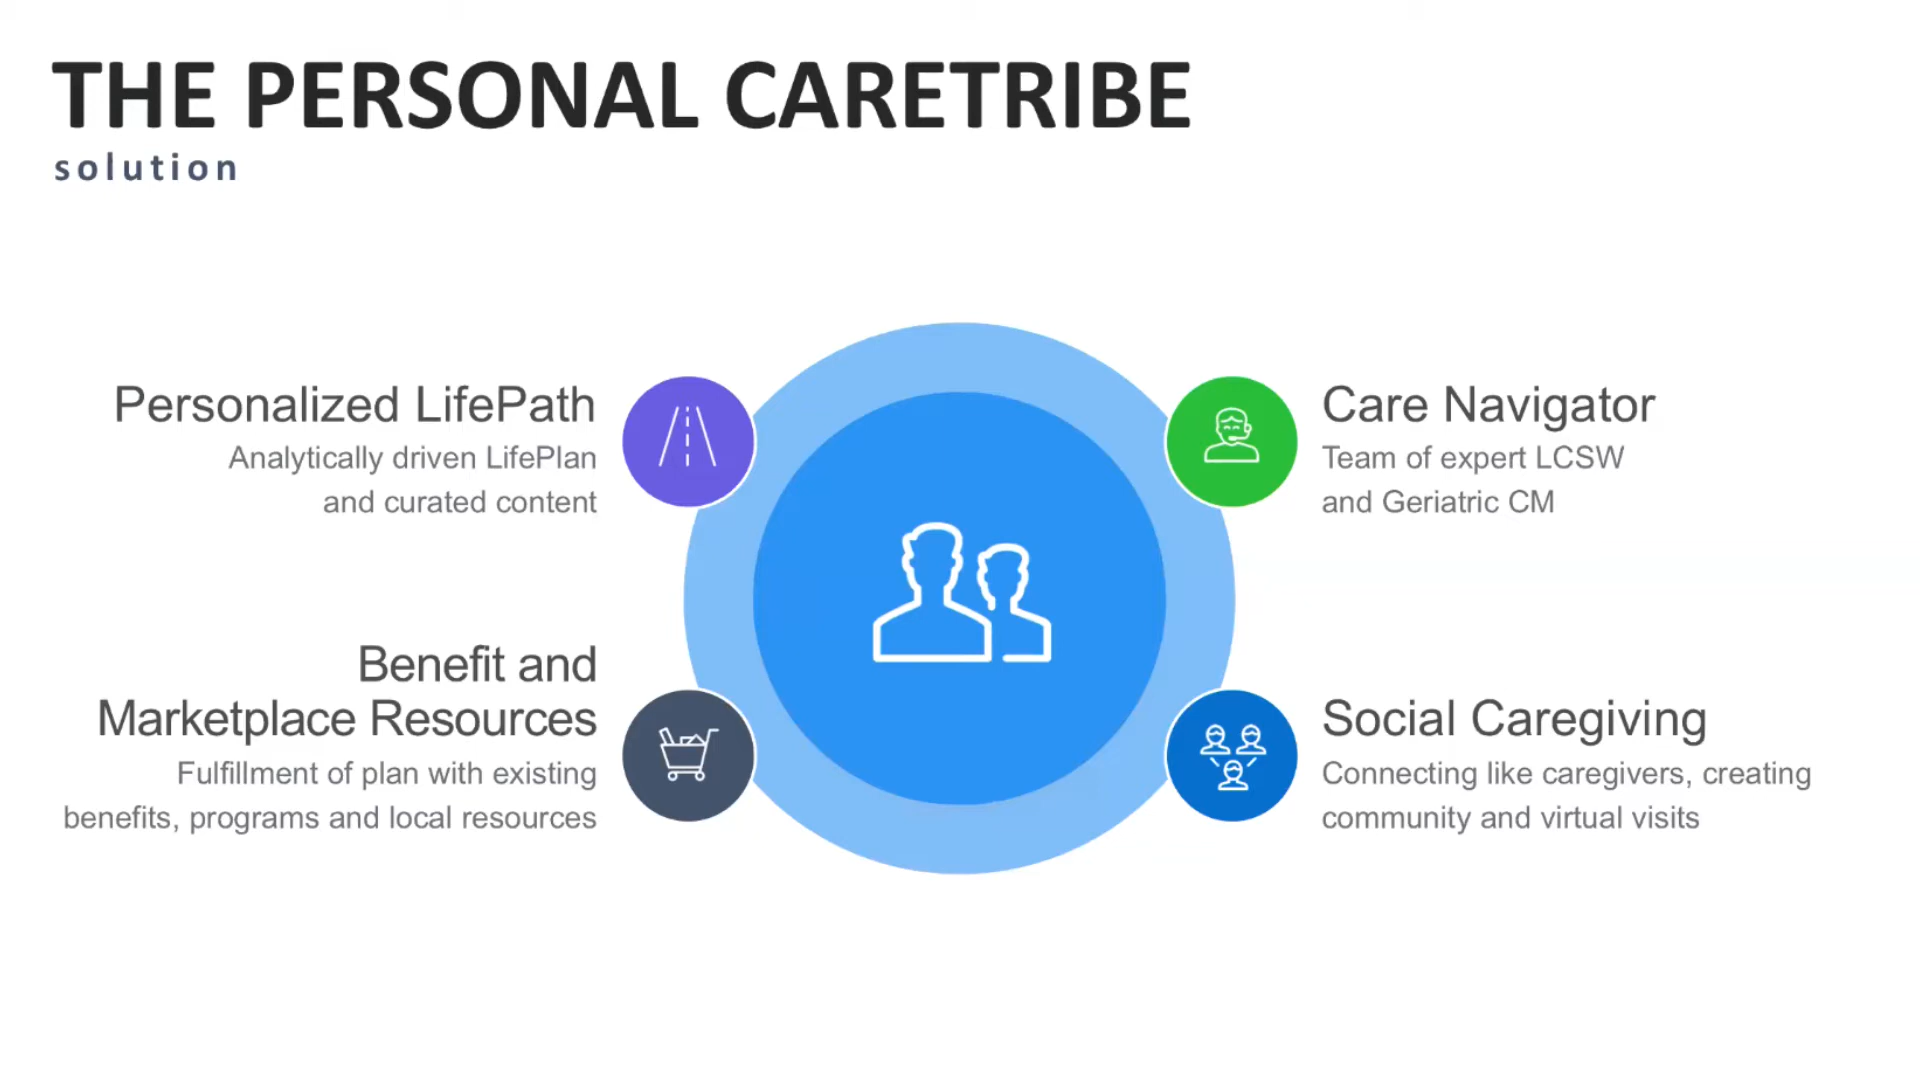 THE PERSONAL CARETRIBE
solution
Personalized LifePath
Analytically driven LifePlan
and curated content
Care Navigator
Team of expert LCSW
and Geriatric CM
Benefit and
Marketplace Resources
Fulfillment of plan with existing
benefits, programs and local resources
Social Caregiving
Connecting like caregivers, creating
community and virtual visits